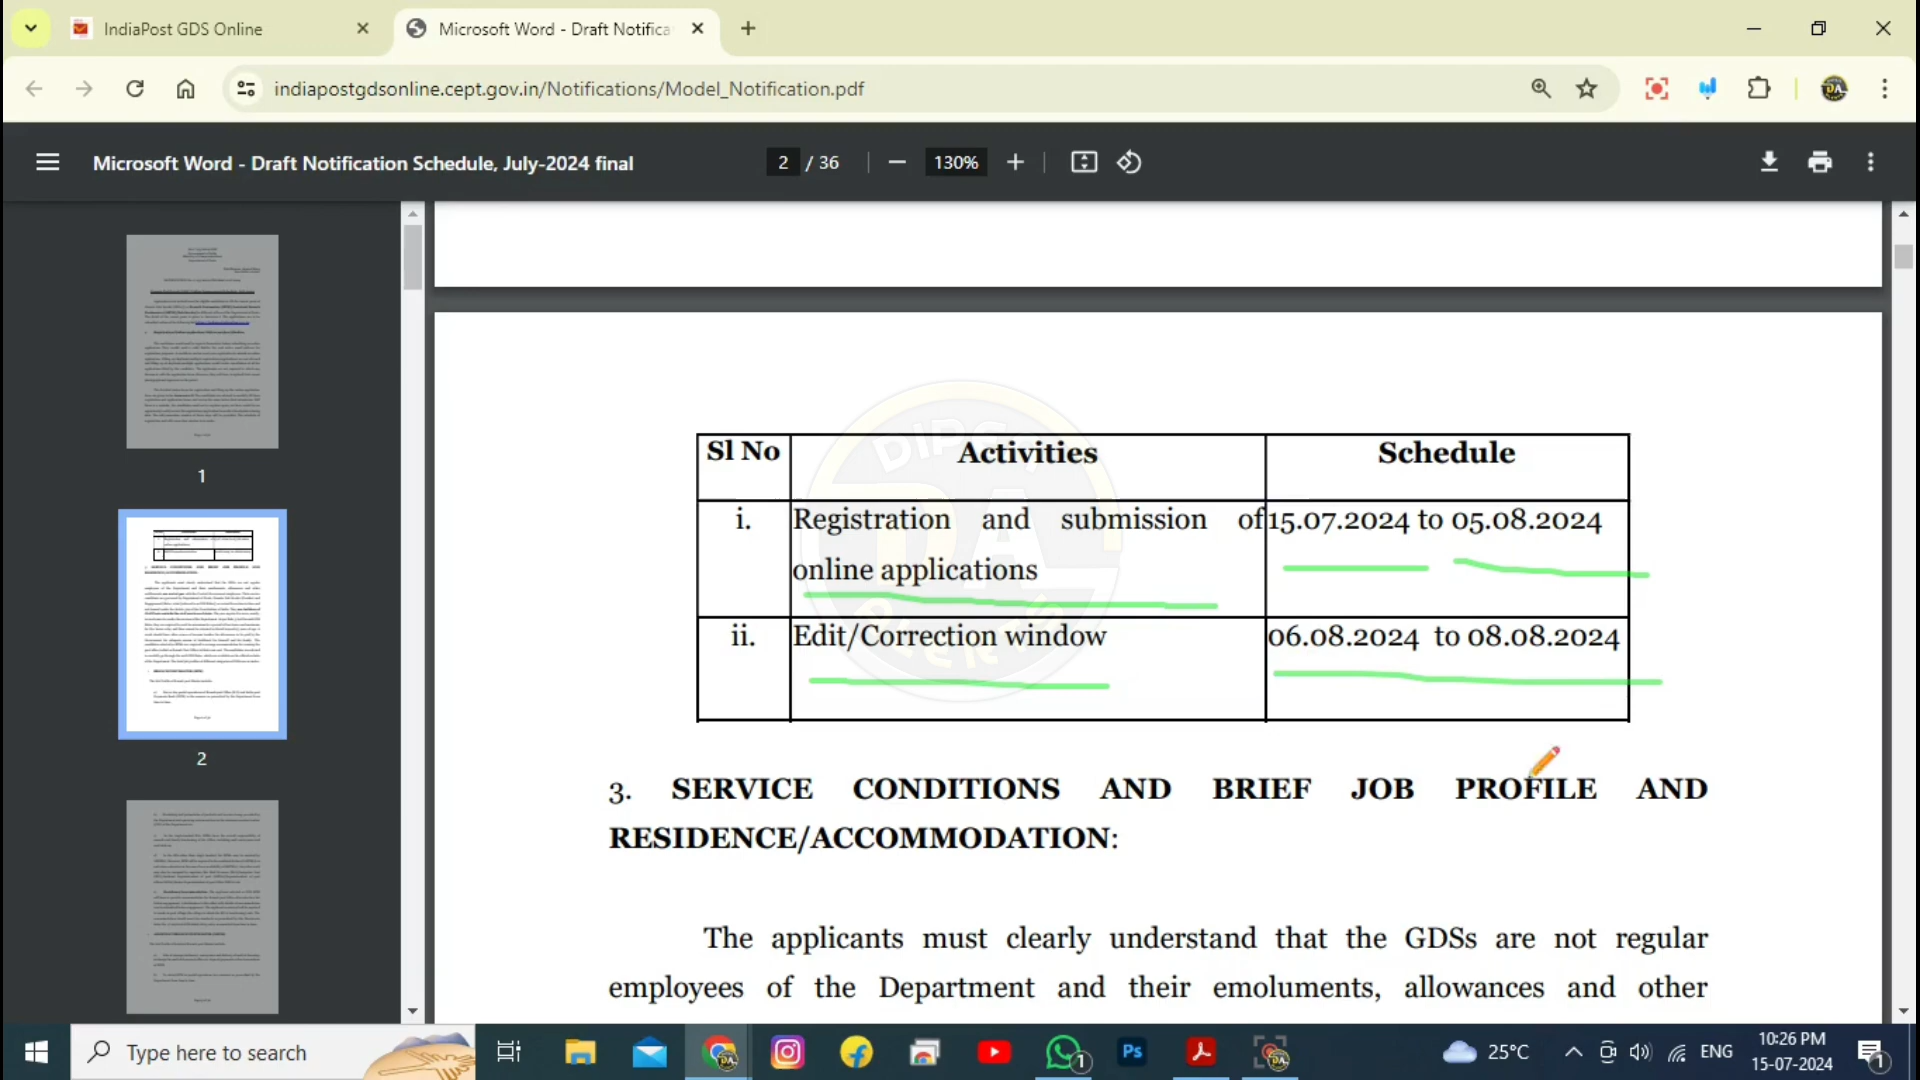 IndiaPost GDS Online
Microsoft Word - Draft Notifica
indiapostgdsonline.cept.gov.in/Notifications/Model_Notification.pdf
Microsoft Word - Draft Notification Schedule, July-2024 final
2 / 36
130%
1
2
Sl No Activities Schedule
i. Registration and submission of 15.07.2024 to 05.08.2024
online applications
ii. Edit/Correction window 06.08.2024 to 08.08.2024
3. SERVICE CONDITIONS AND BRIEF JOB PROFILE AND
RESIDENCE/ACCOMMODATION:
The applicants must clearly understand that the GDSs are not regular
employees of the Department and their emoluments, allowances and other
Type here to search
Ps
1
25°C
ENG
10:26 PM
15-07-2024
1